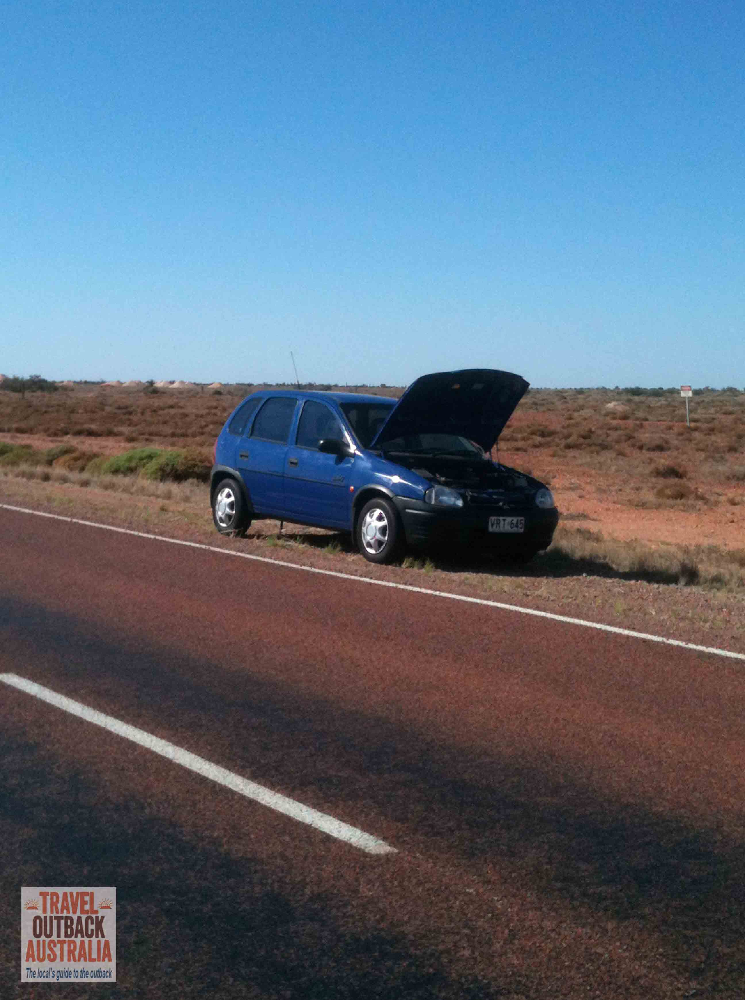 VRT·645
TRAVEL
OUTBACK
AUSTRALIA
The local's guide to the outback